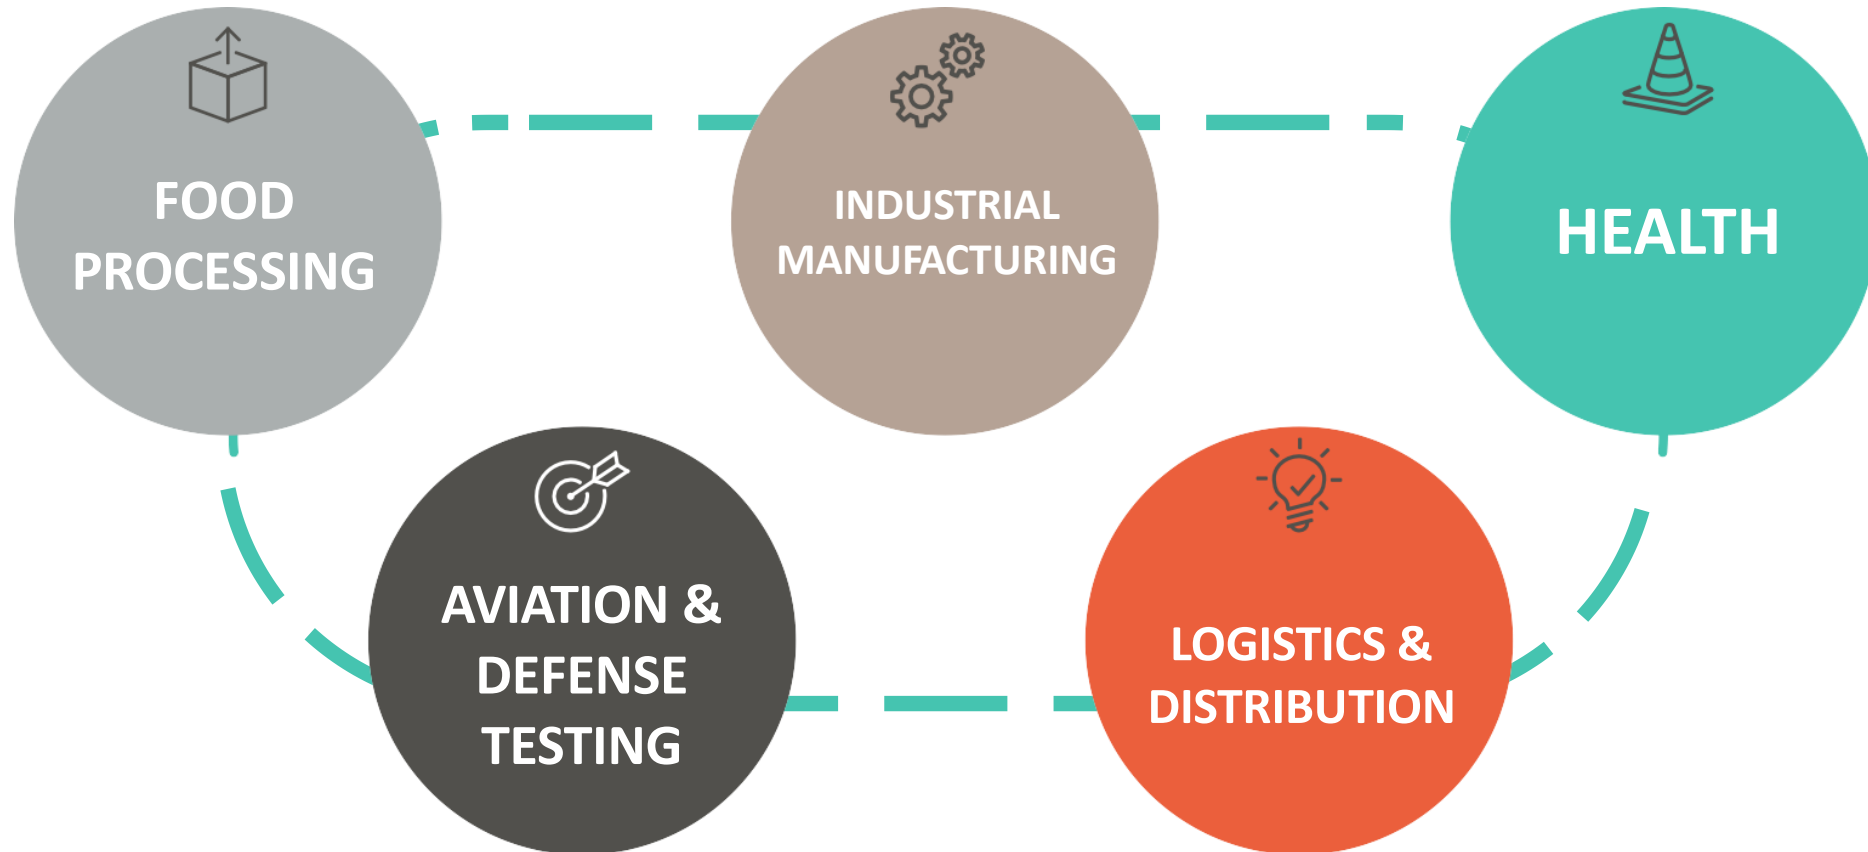 FOOD
PROCESSING
INDUSTRIAL
MANUFACTURING
HEALTH
AVIATION &
DEFENSE
TESTING
LOGISTICS &
DISTRIBUTION